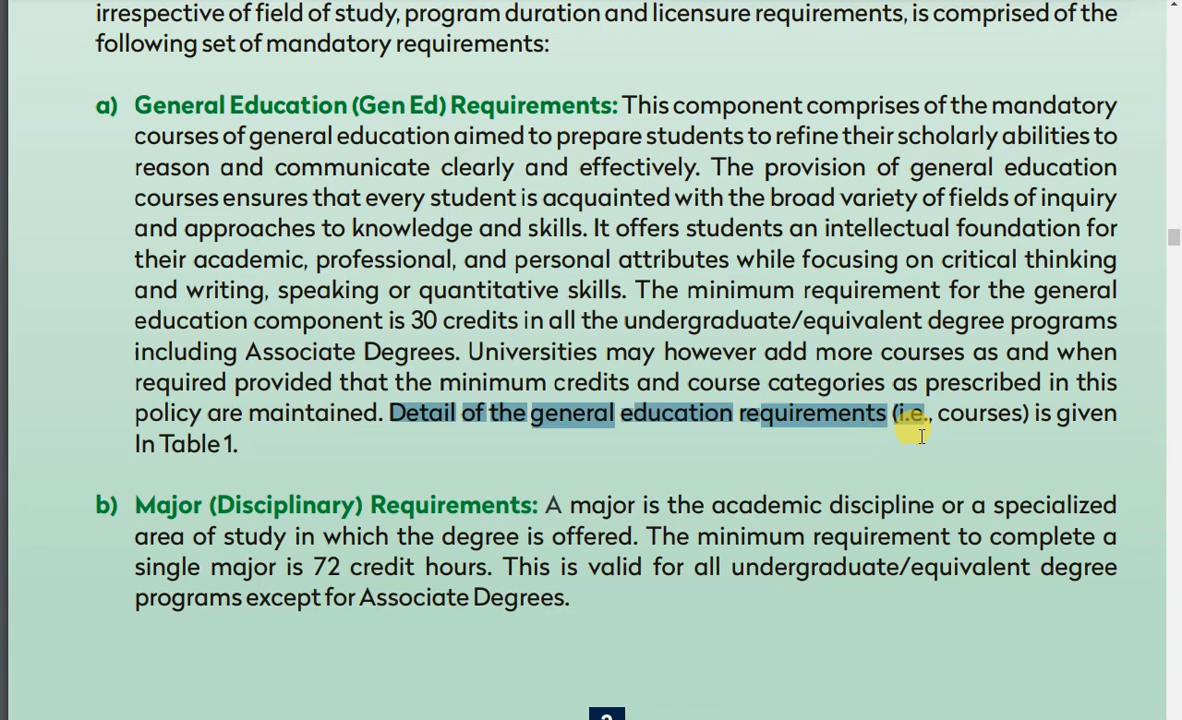 irrespective of field of study, program duration and licensure requirements, is comprised of the
following set of mandatory requirements:
a) General Education (Gen Ed) Requirements: This component comprises of the mandatory
courses of general education aimed to prepare students to refine their scholarly abilities to
reason and communicate clearly and effectively. The provision of general education
courses ensures that every student is acquainted with the broad variety of fields of inquiry
and approaches to knowledge and skills. It offers students an intellectual foundation for
their academic, professional, and personal attributes while focusing on critical thinking
and writing, speaking or quantitative skills. The minimum requirement for the general
education component is 30 credits in all the undergraduate/equivalent degree programs
including Associate Degrees. Universities may however add more courses as and when
required provided that the minimum credits and course categories as prescribed in this
policy are maintained. Detail of the general education requirements (i.e., courses) is given
In Table 1.
b) Major (Disciplinary) Requirements: A major is the academic discipline or a specialized
area of study in which the degree is offered. The minimum requirement to complete a
single major is 72 credit hours. This is valid for all undergraduate/equivalent degree
programs except for Associate Degrees.